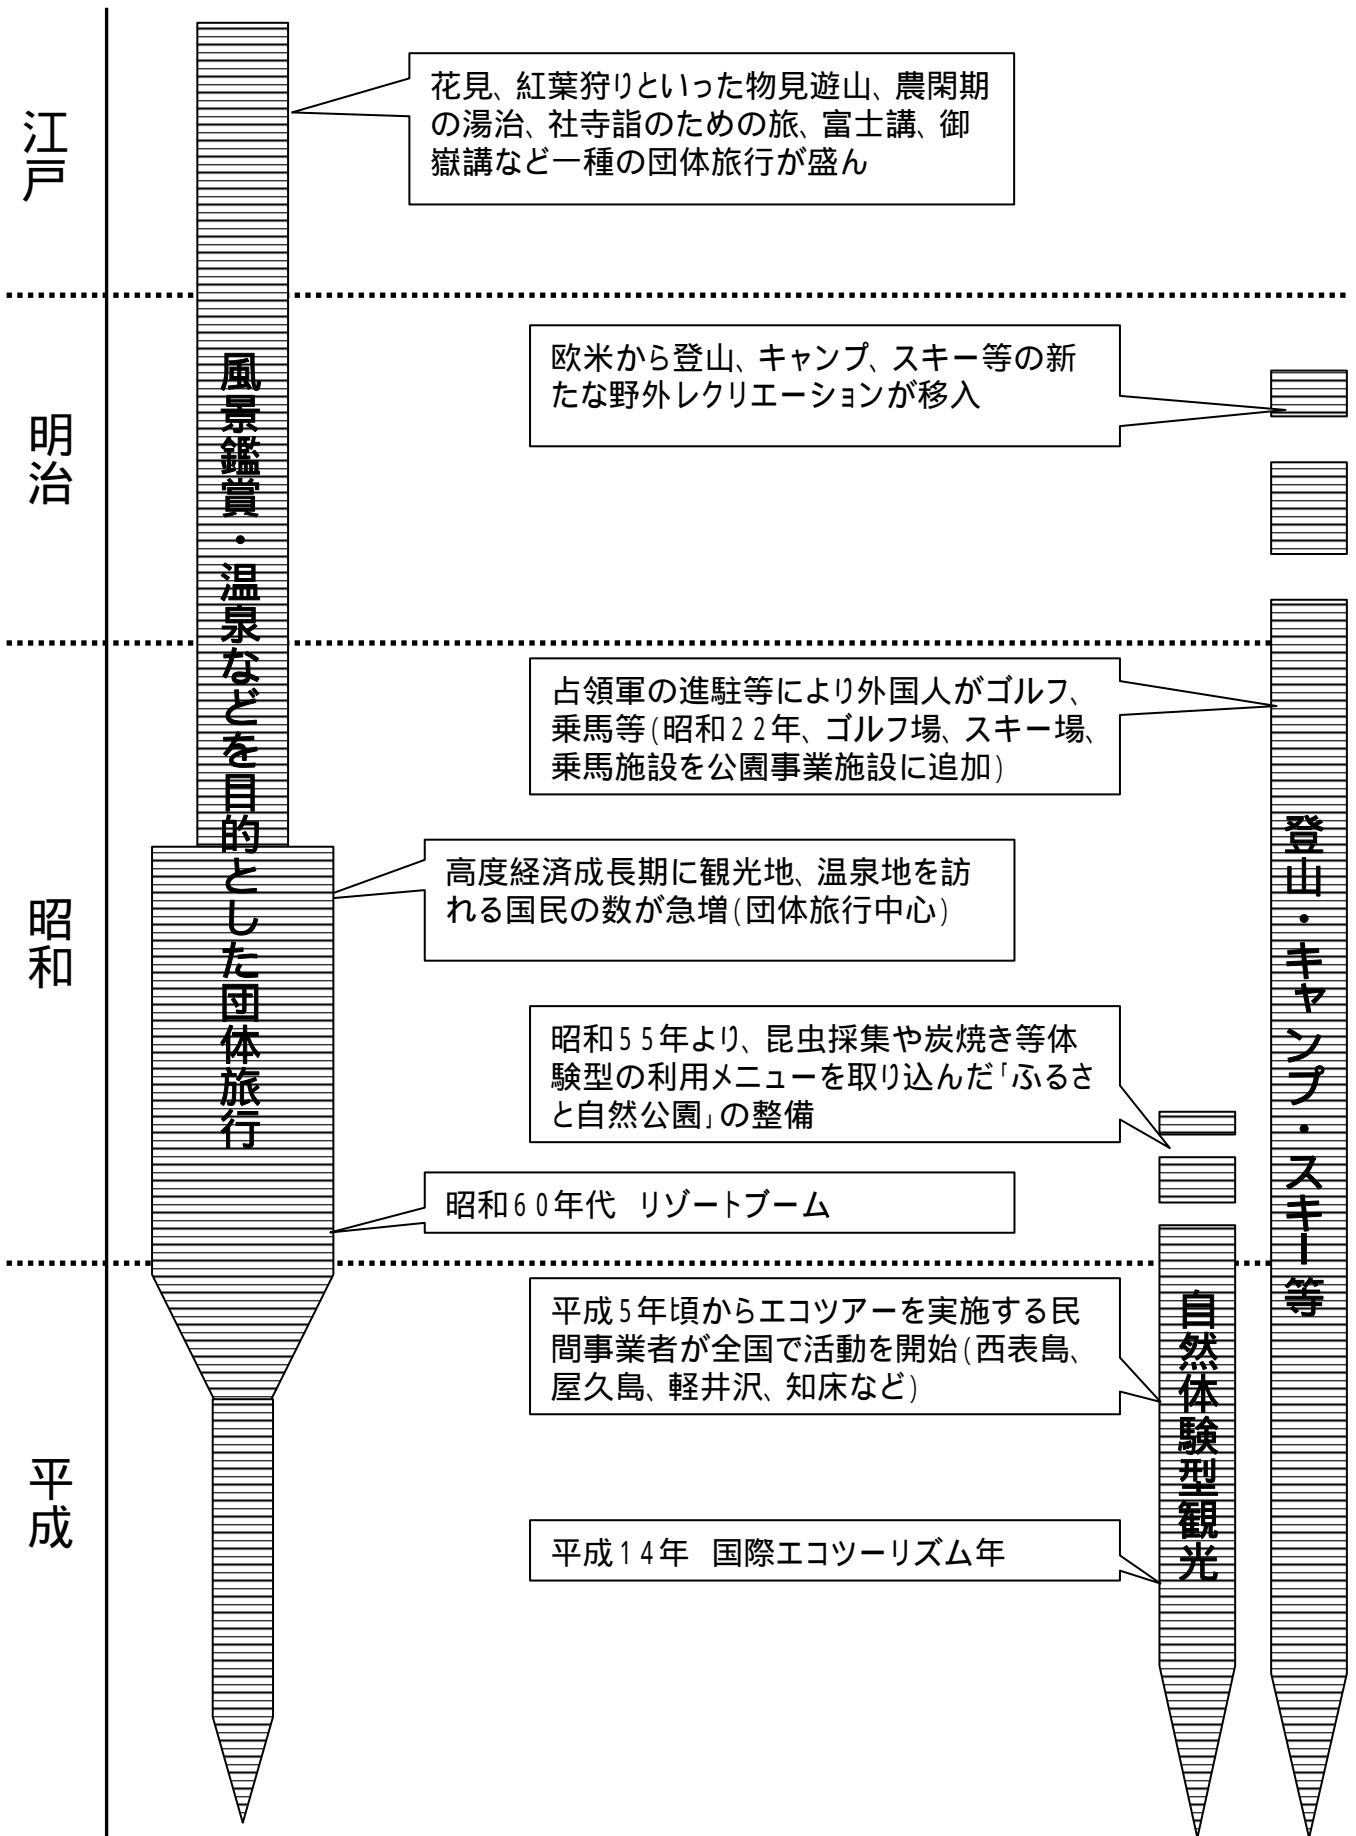 江戸
花見、紅葉狩りといった物見遊山、農閑期
の湯治、社寺詣のための旅、富士講、御
嶽講など一種の団体旅行が盛ん
明治
欧米から登山、キャンプ、スキー等の新
たな野外レクリエーションが移入
風景鑑賞・温泉などを目的とした団体旅行
昭和
占領軍の進駐等により外国人がゴルフ、
乗馬等(昭和22年、ゴルフ場、スキー場、
乗馬施設を公園事業施設に追加)
高度経済成長期に観光地、温泉地を訪
れる国民の数が急増(団体旅行中心)
登山・キャンプ・スキー等
昭和55年より、昆虫採集や炭焼き等体
験型の利用メニューを取り込んだ「ふるさ
と自然公園」の整備
昭和60年代 リゾートブーム
平成
平成5年頃からエコツアーを実施する民
間事業者が全国で活動を開始(西表島、
屋久島、軽井沢、知床など)
自然体験型観光
平成14年 国際エコツーリズム年